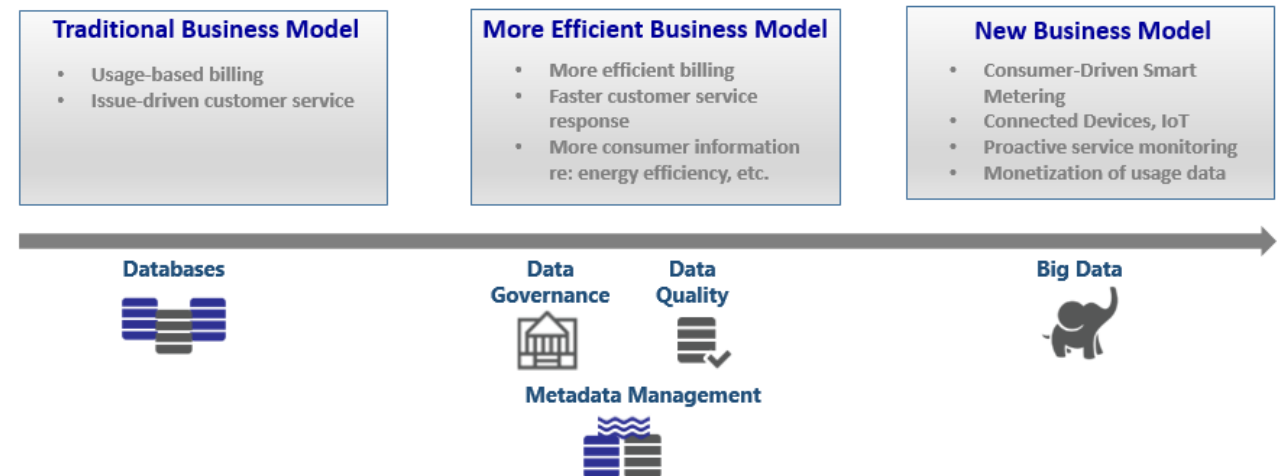 Traditional Business Model
• Usage-based billing
• Issue-driven customer service
More Efficient Business Model
• More efficient billing
• Faster customer service
response
• More consumer information
re: energy efficiency, etc.
New Business Model
• Consumer-Driven Smart
Metering
• Connected Devices, IoT
• Proactive service monitoring
• Monetization of usage data
Databases
Data
Governance
Data
Quality
Metadata Management
Big Data